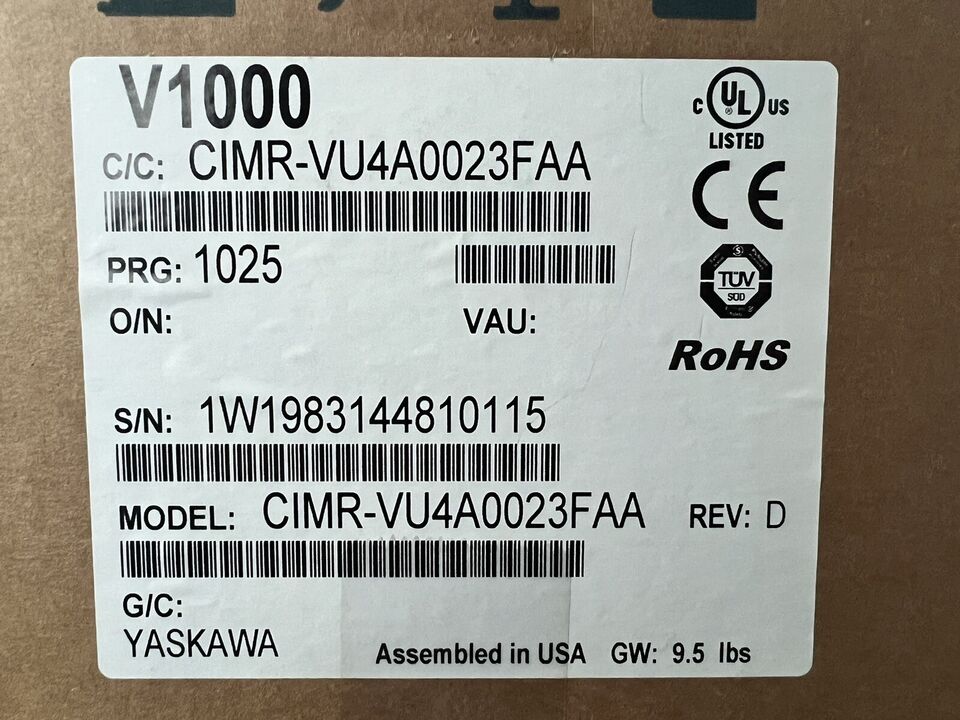 V1000
C/C: CIMR-VU4A0023FAA
PRG: 1025
O/N: VAU:
S/N: 1W1983144810115
MODEL: CIMR-VU4A0023FAA REV: D
G/C:
YASKAWA
Assembled in USA GW: 9.5 lbs
C UL US
LISTED
CE
TÜV
SÜD
RoHS